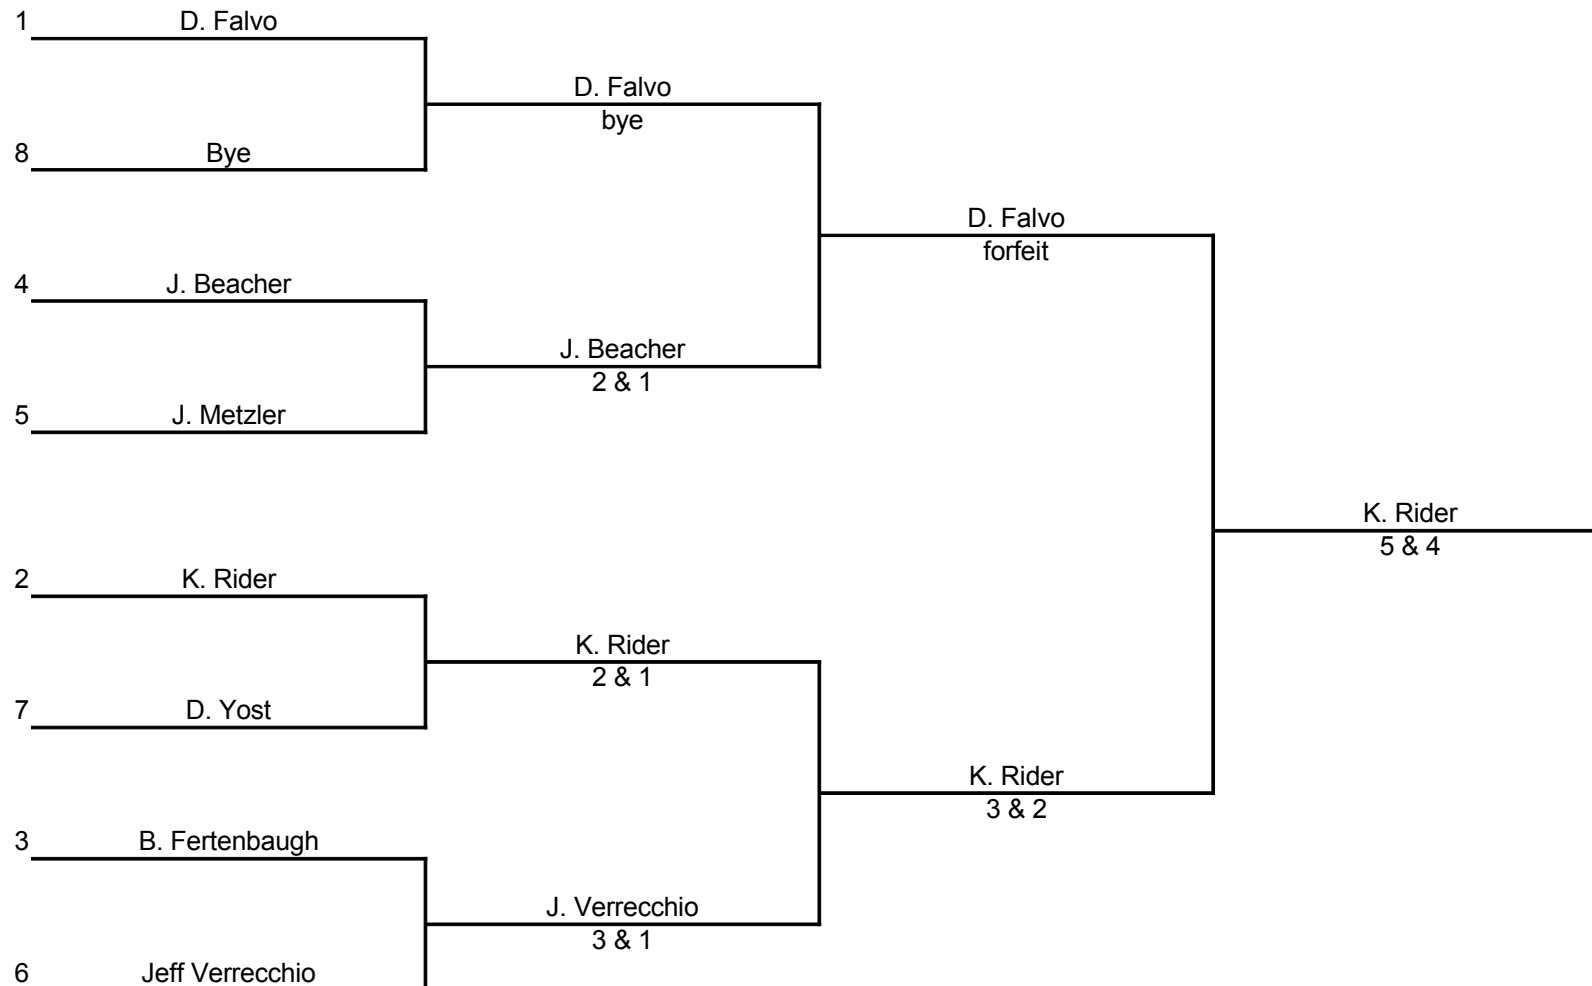 1 D. Falvo
D. Falvo
bye
8 Bye
D. Falvo
forfeit
4 J. Beacher
J. Beacher
2 & 1
5 J. Metzler
K. Rider
5 & 4
2 K. Rider
K. Rider
2 & 1
7 D. Yost
K. Rider
3 & 2
3 B. Fertenbaugh
J. Verrecchio
3 & 1
6 Jeff Verrecchio